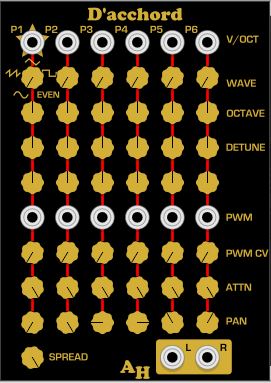 D'acchord
P1 P2 P3 P4 P5 P6 V/OCT
WAVE
EVEN
OCTAVE
DETUNE
PWM
PWM CV
ATTN
PAN
SPREAD
L R
AH